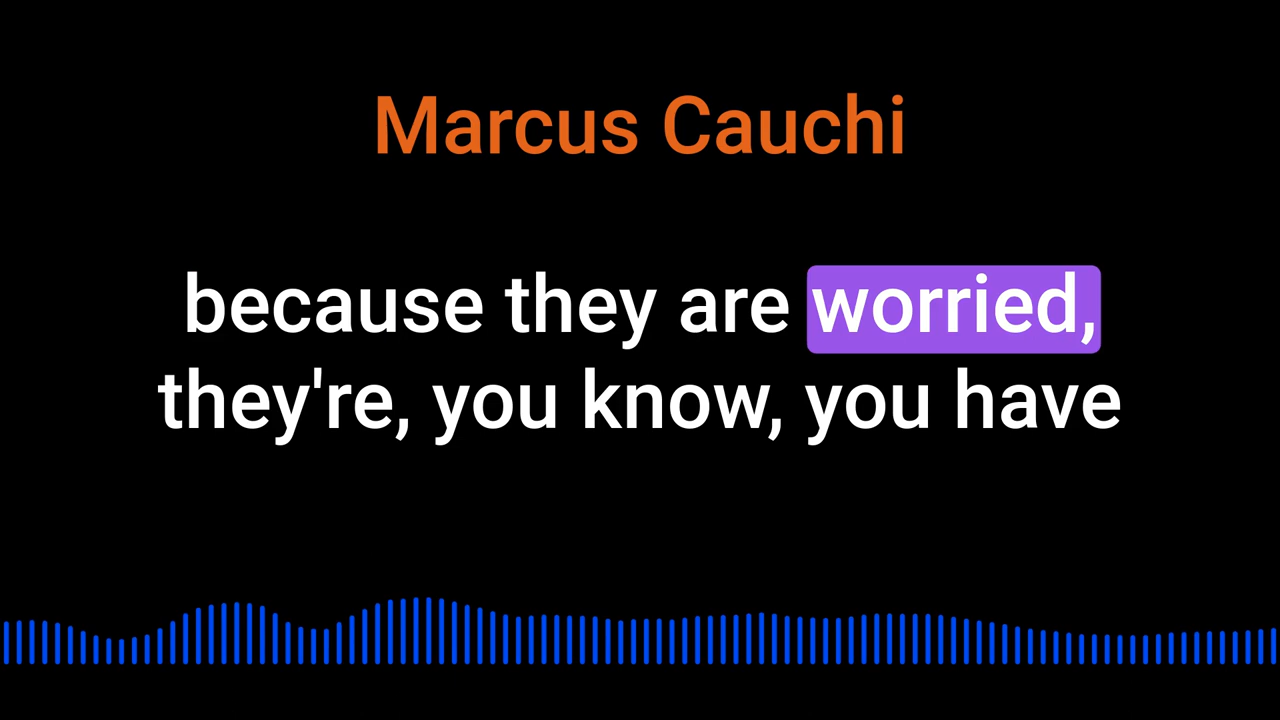 Marcus Cauchi
because they are worried,
they're, you know, you have